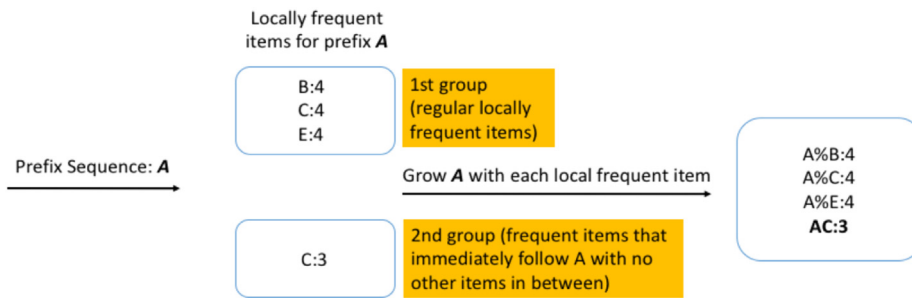 Locally frequent
items for prefix A
B:4
C:4
E:4
1st group
(regular locally
frequent items)
Prefix Sequence: A
Grow A with each local frequent item
A%B:4
A%C:4
A%E:4
AC:3
C:3
2nd group (frequent items that
immediately follow A with no
other items in between)